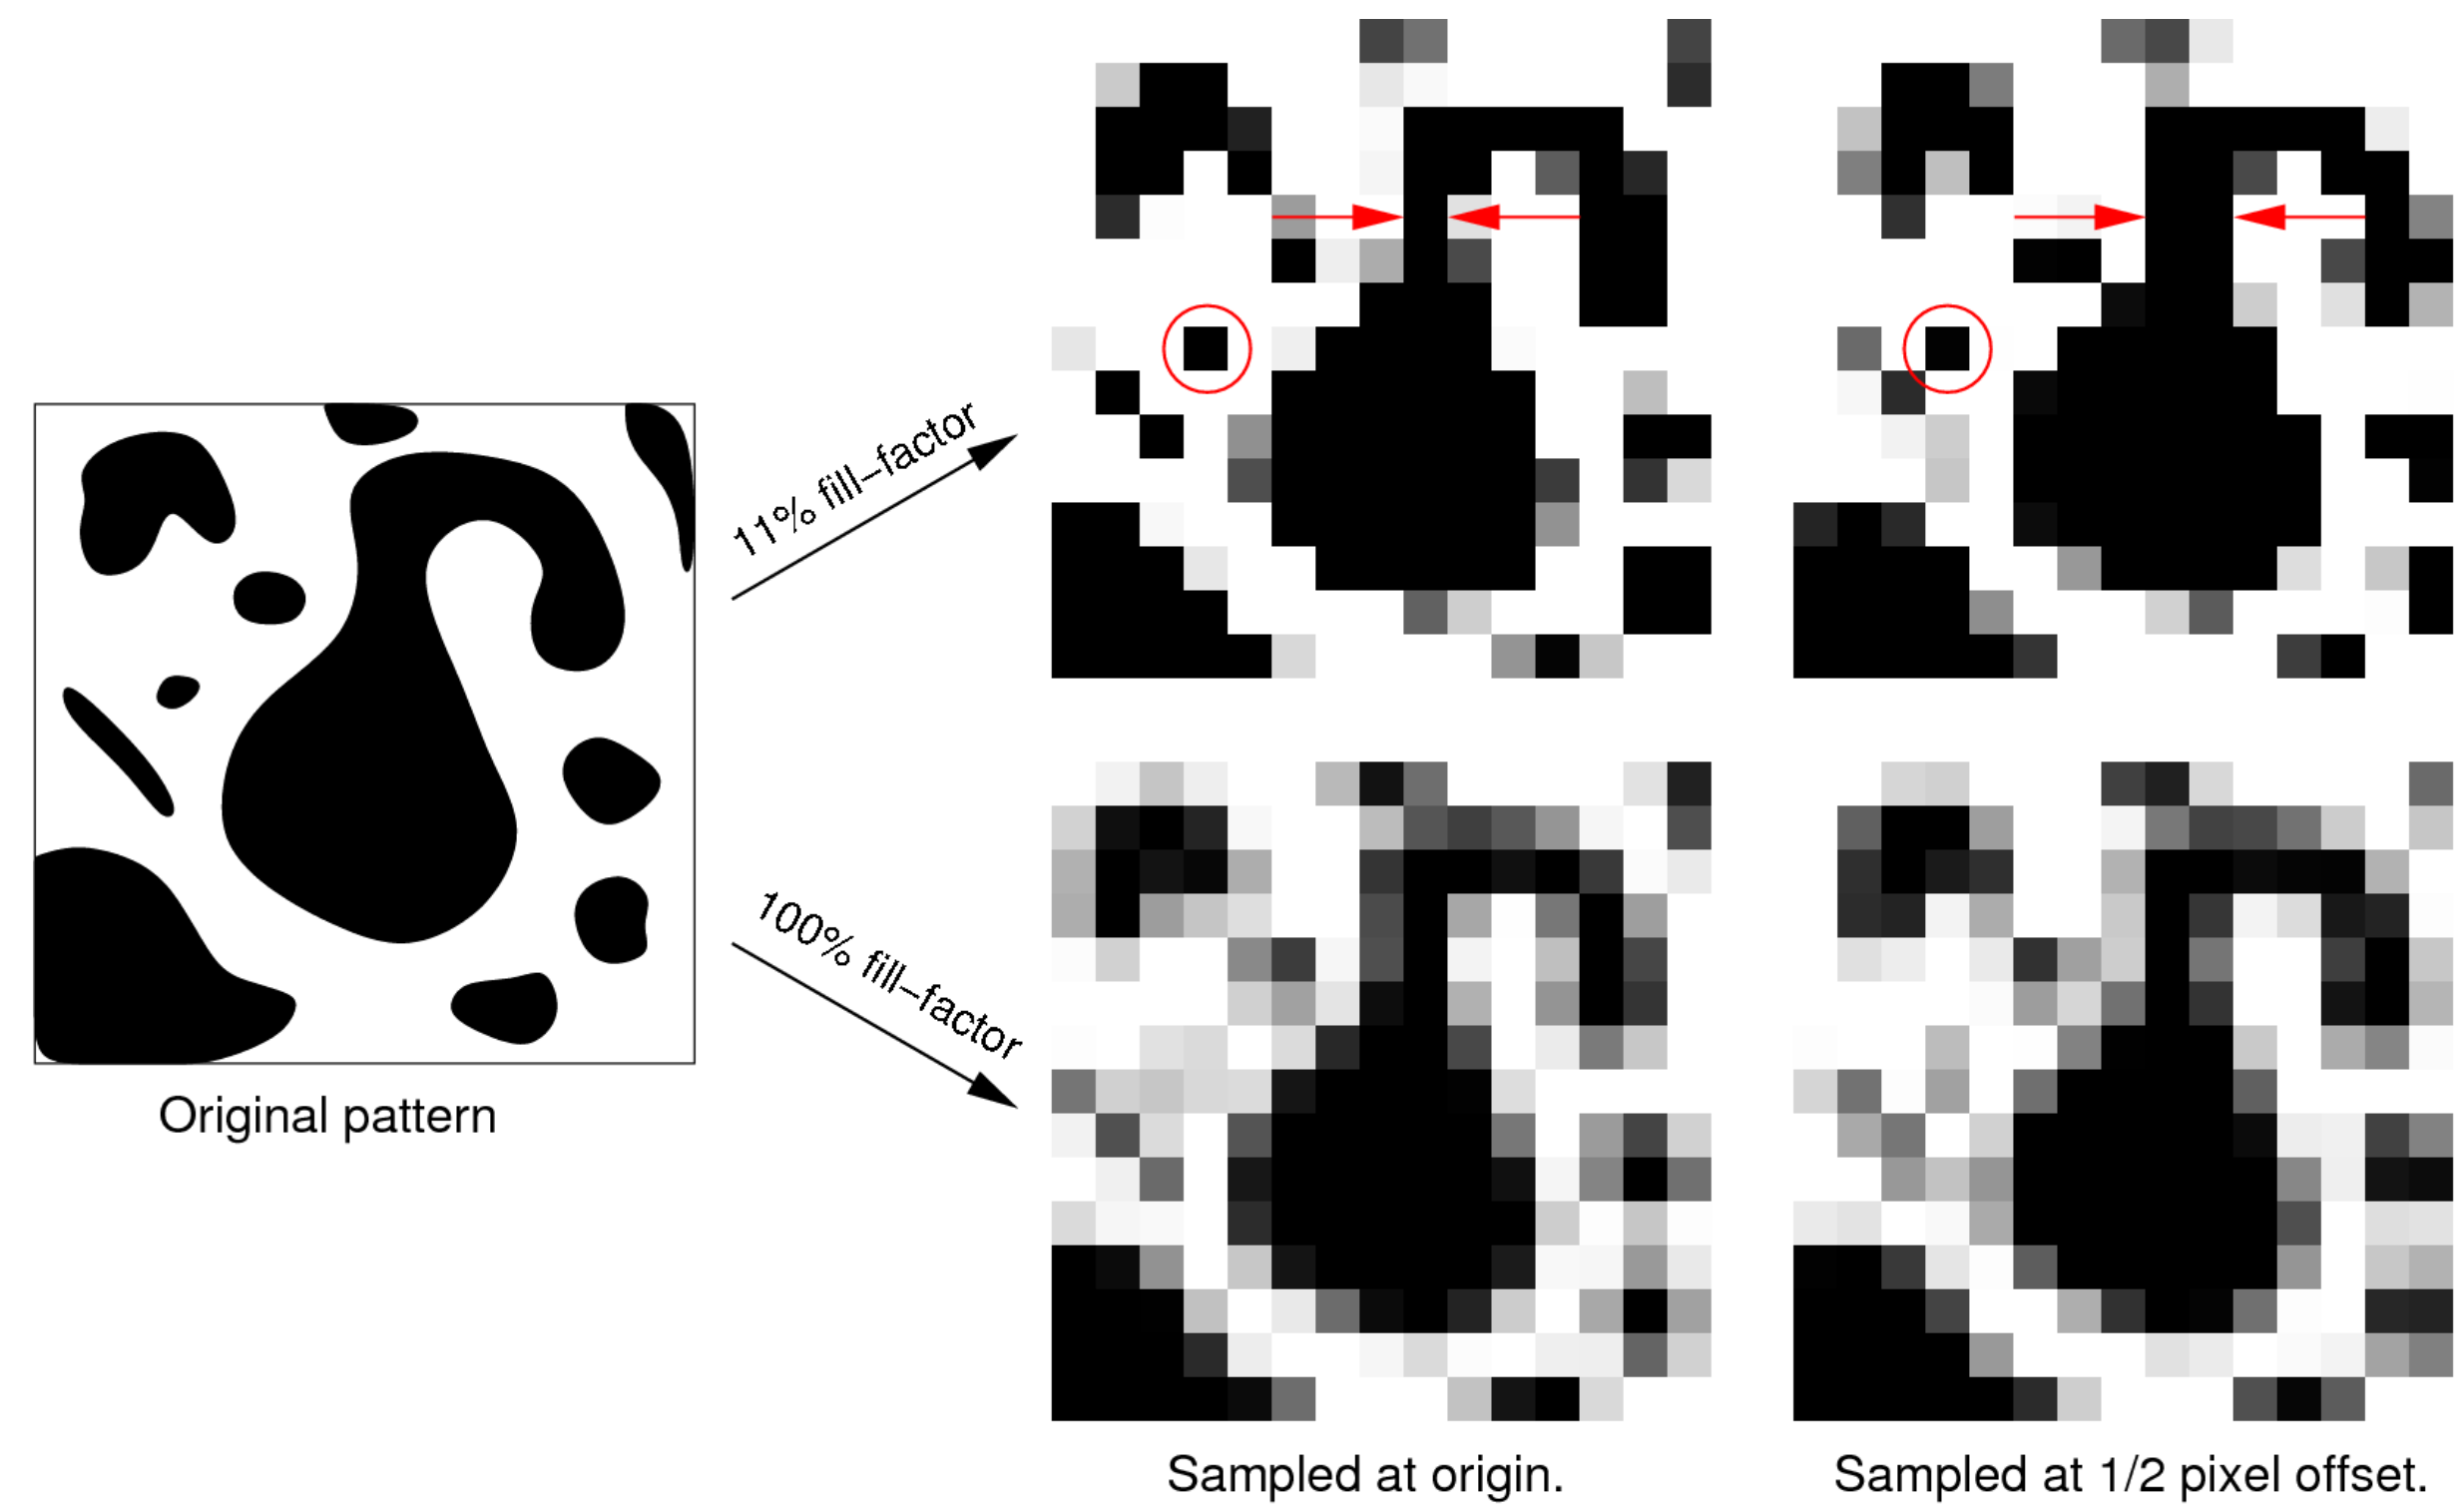 11% fill-factor
100% fill-factor
Original pattern
Sampled at origin.
Sampled at 1/2 pixel offset.